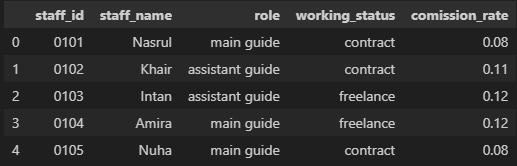 staff_id staff_name role working_status comission_rate
0 0101 Nasrul main guide contract 0.08
1 0102 Khair assistant guide contract 0.11
2 0103 Intan assistant guide freelance 0.12
3 0104 Amira main guide freelance 0.12
4 0105 Nuha main guide contract 0.08